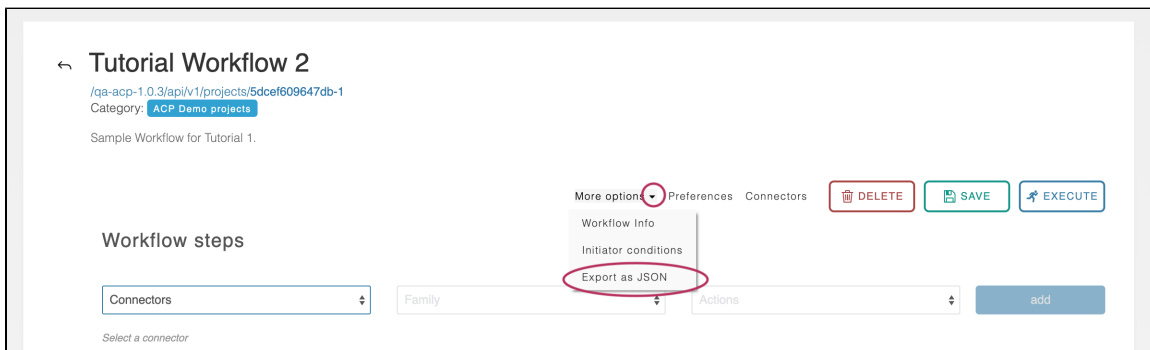 Tutorial Workflow 2
/qa-acp-1.0.3/api/v1/projects/5dcef609647db-1
Category: ACP Demo projects
Sample Workflow for Tutorial 1.
More options Preferences Connectors DELETE SAVE EXECUTE
Workflow Info
Workflow steps
Initiator conditions
Export as JSON
Connectors Family Actions add
Select a connector